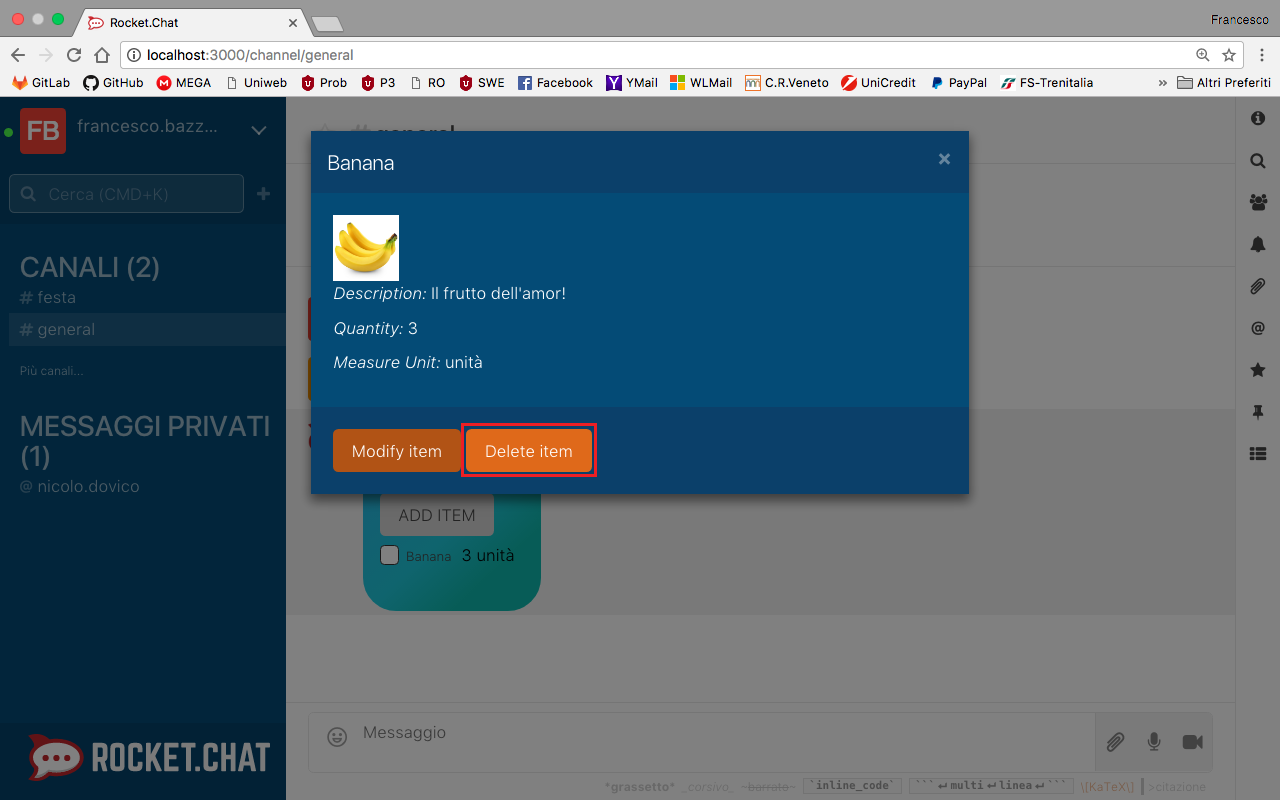 Rocket.Chat
Francesco
localhost:3000/channel/general
GitLab GitHub MEGA Uniweb Prob P3 RO SWE Facebook YMail WLMail C.R.Veneto UniCredit PayPal FS-Trenitalia » Altri Preferiti
FB francesco.bazz...
Cerca (CMD+K)
CANALI (2)
# festa
# general
Più canali...
MESSAGGI PRIVATI
(1)
@ nicolo.dovico
ROCKET.CHAT
# general
Banana ×
Description: Il frutto dell'amor!
Quantity: 3
Measure Unit: unità
Modify item Delete item
ADD ITEM
Banana 3 unità
Messaggio
*grassetto* _corsivo_ ~barrato~ `inline_code` ```↵multi↵linea↵``` \[KaTeX\] >citazione